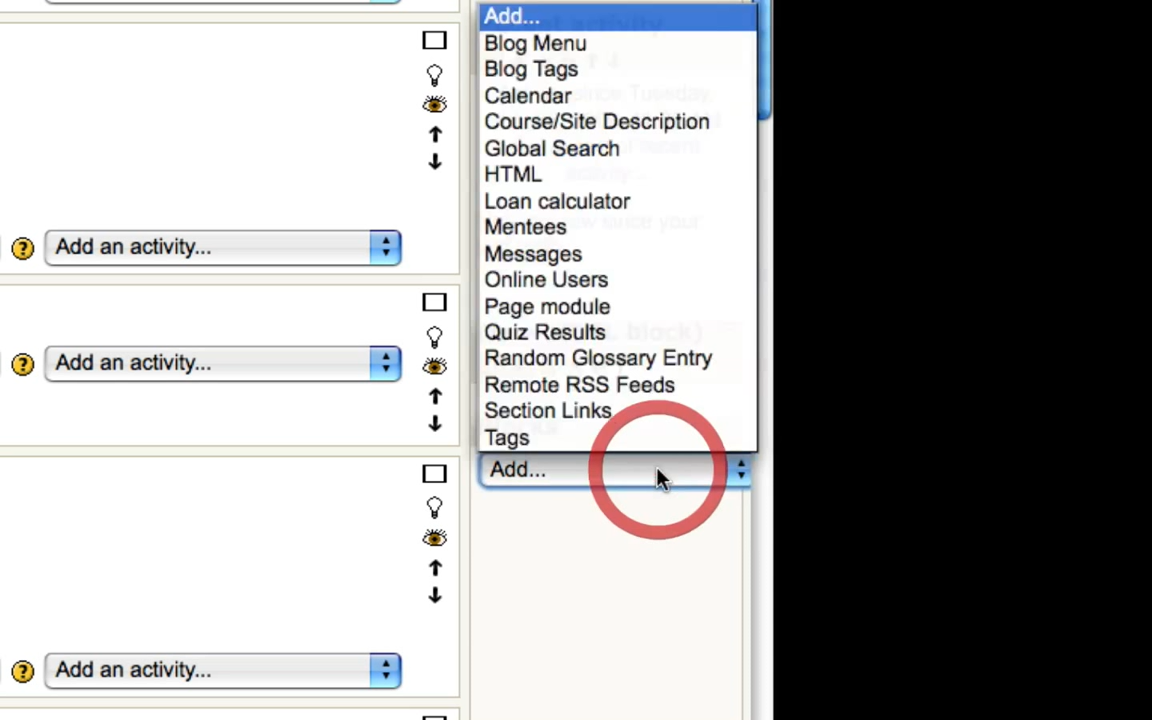 Add...
Blog Menu
Blog Tags
Calendar
Course/Site Description
Global Search
HTML
Loan calculator
Mentees
Messages
Online Users
Page module
Quiz Results
Random Glossary Entry
Remote RSS Feeds
Section Links
Tags
Add...
Add an activity...
Add an activity...
Add an activity...